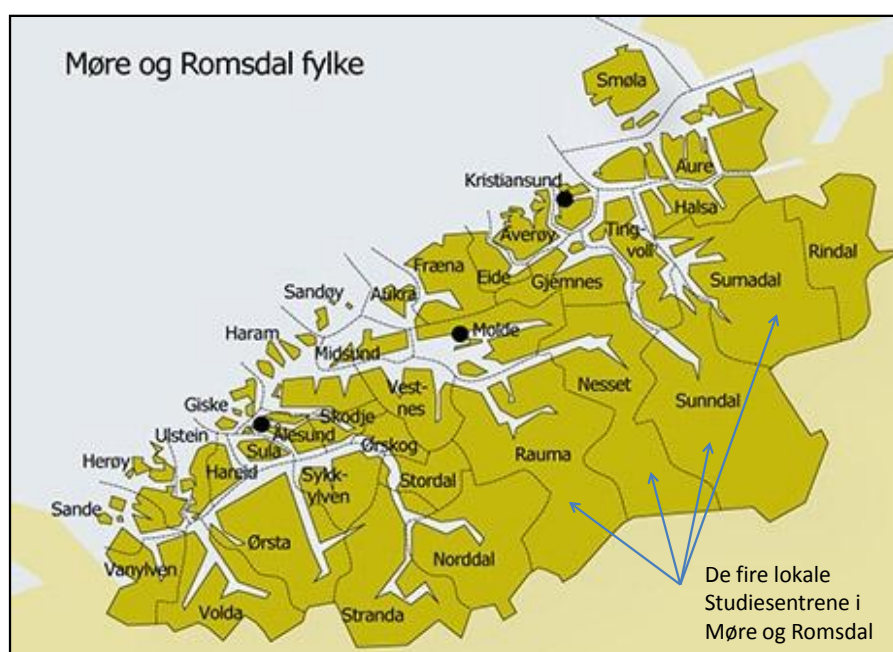 Møre og Romsdal fylke
Smøla
Aure
Kristiansund
Halsa
Averøy
Ting-
voll
Rindal
Fræna
Eide
Gjemnes
Surnadal
Sandøy
Aukra
Haram
Molde
Midsund
Nesset
Vest-
nes
Sunndal
Giske
Skodje
Ulstein
Ålesund
Ørskog
Sula
Rauma
Herøy
Hareid
Sykk-
ylven
Stordal
Sande
Ørsta
Norddal
Vanylven
Volda
Stranda
De fire lokale
Studiesentrene i
Møre og Romsdal